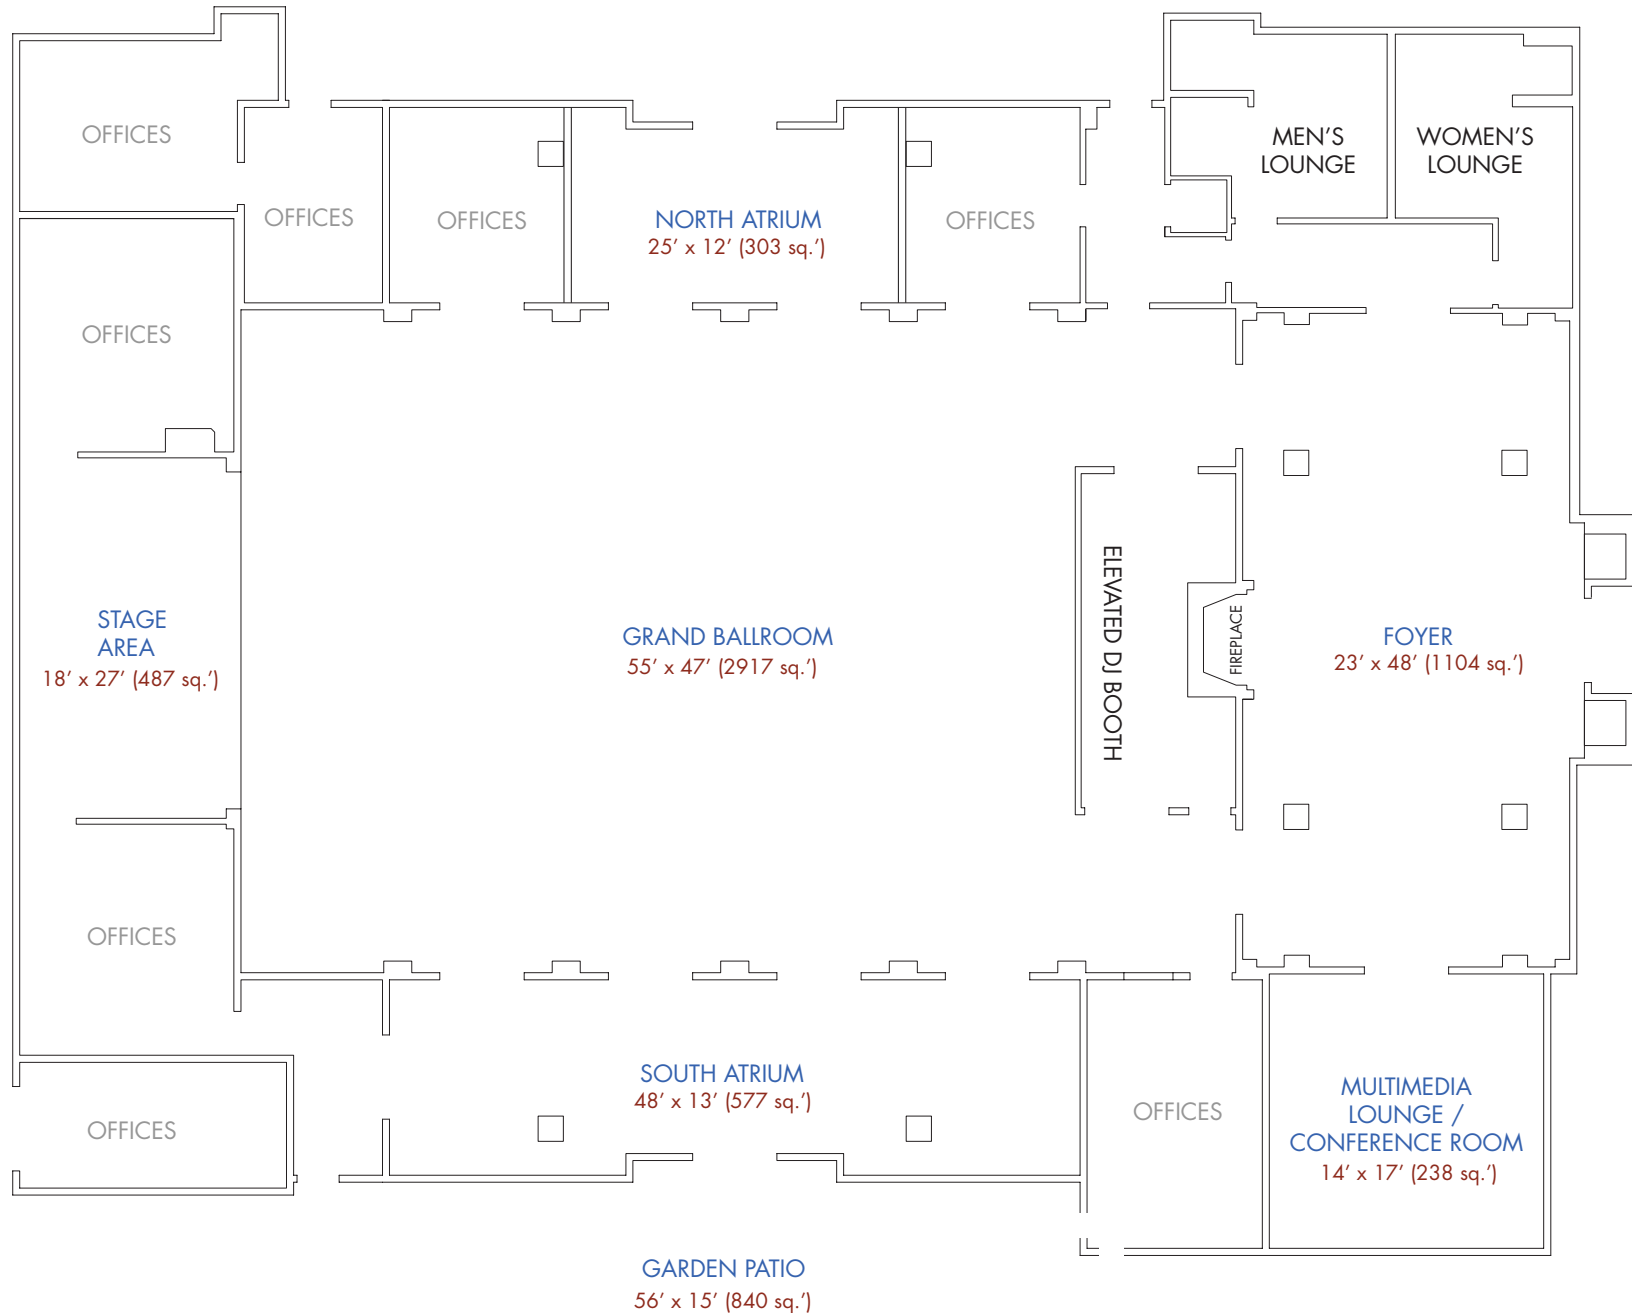 OFFICES
MEN’S
LOUNGE
WOMEN’S
LOUNGE
OFFICES
OFFICES
NORTH ATRIUM
25’ x 12’ (303 sq.’)
OFFICES
OFFICES
STAGE
AREA
18’ x 27’ (487 sq.’)
GRAND BALLROOM
55’ x 47’ (2917 sq.’)
ELEVATED DJ BOOTH
FIREPLACE
FOYER
23’ x 48’ (1104 sq.’)
OFFICES
SOUTH ATRIUM
48’ x 13’ (577 sq.’)
OFFICES
OFFICES
MULTIMEDIA
LOUNGE /
CONFERENCE ROOM
14’ x 17’ (238 sq.’)
GARDEN PATIO
56’ x 15’ (840 sq.’)